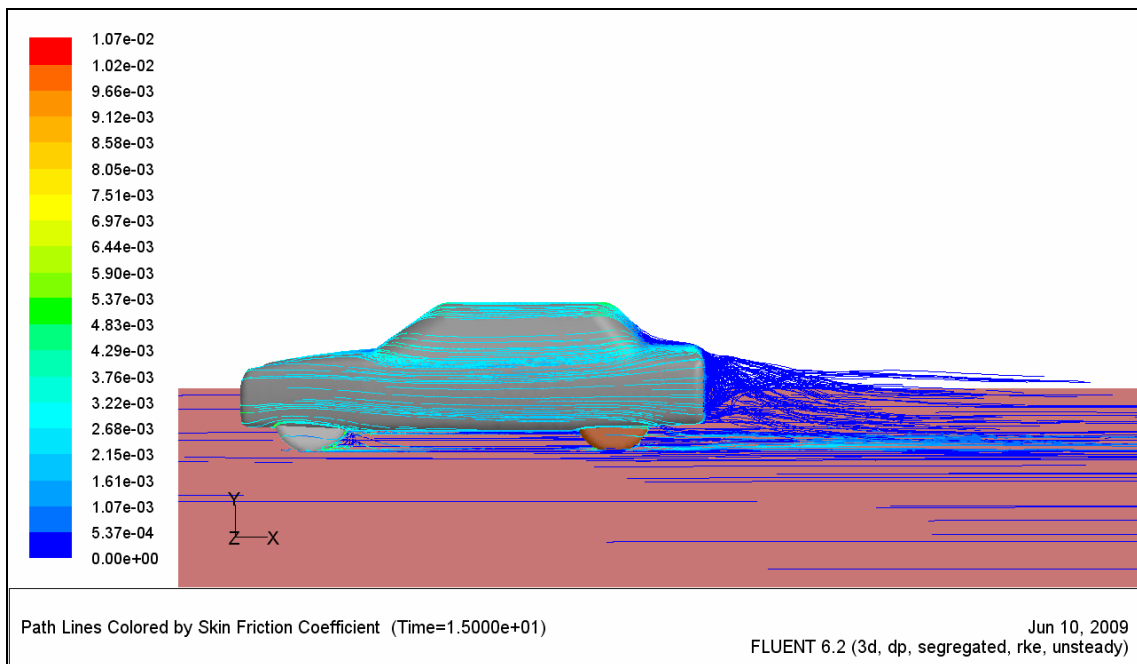 1.07e-02
1.02e-02
9.66e-03
9.12e-03
8.58e-03
8.05e-03
7.51e-03
6.97e-03
6.44e-03
5.90e-03
5.37e-03
4.83e-03
4.29e-03
3.76e-03
3.22e-03
2.68e-03
2.15e-03
1.61e-03
1.07e-03
5.37e-04
0.00e+00
Y
Z X
Path Lines Colored by Skin Friction Coefficient (Time=1.5000e+01)
Jun 10, 2009
FLUENT 6.2 (3d, dp, segregated, rke, unsteady)